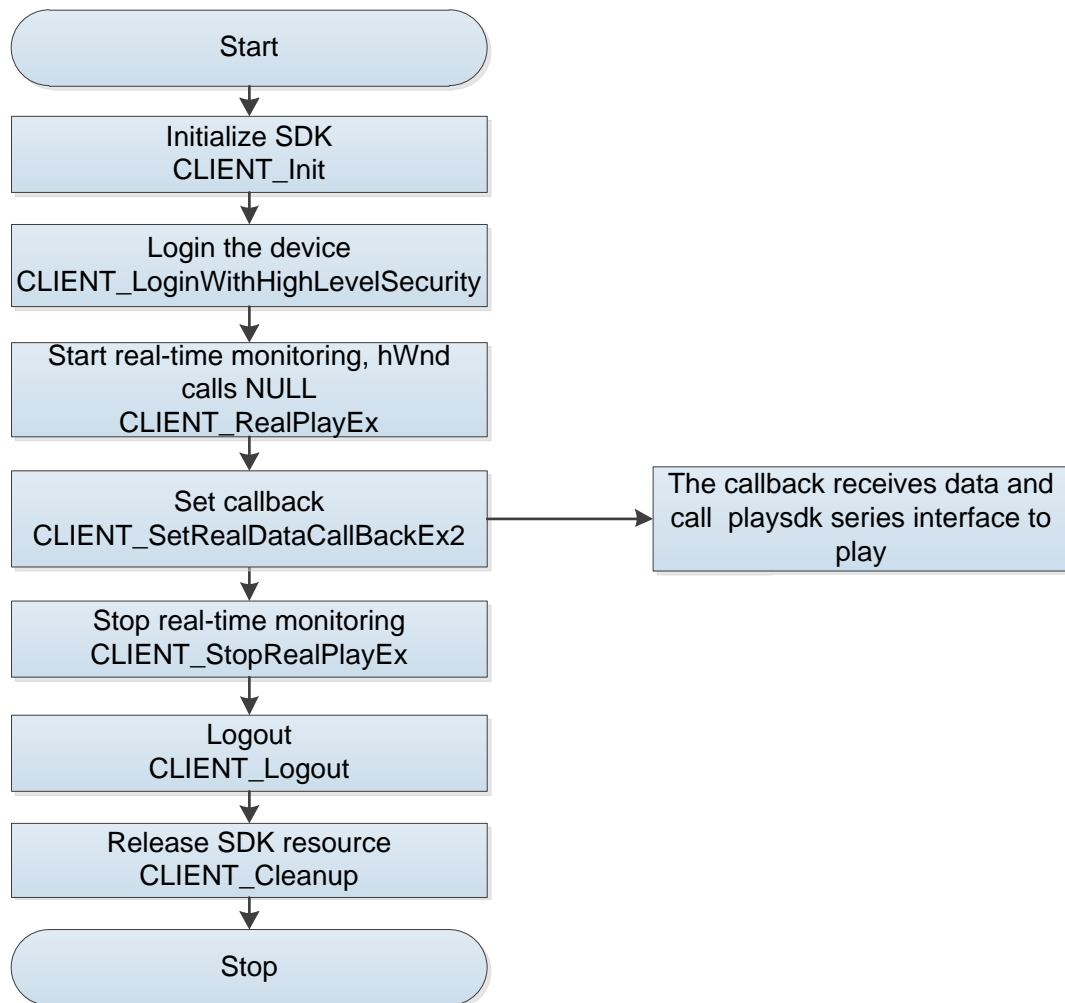 Start
Initialize SDK
CLIENT_Init
Login the device
CLIENT_LoginWithHighLevelSecurity
Start real-time monitoring, hWnd
calls NULL
CLIENT_RealPlayEx
Set callback
CLIENT_SetRealDataCallBackEx2
The callback receives data and
call  playsdk series interface to
play
Stop real-time monitoring
CLIENT_StopRealPlayEx
Logout
CLIENT_Logout
Release SDK resource
CLIENT_Cleanup
Stop